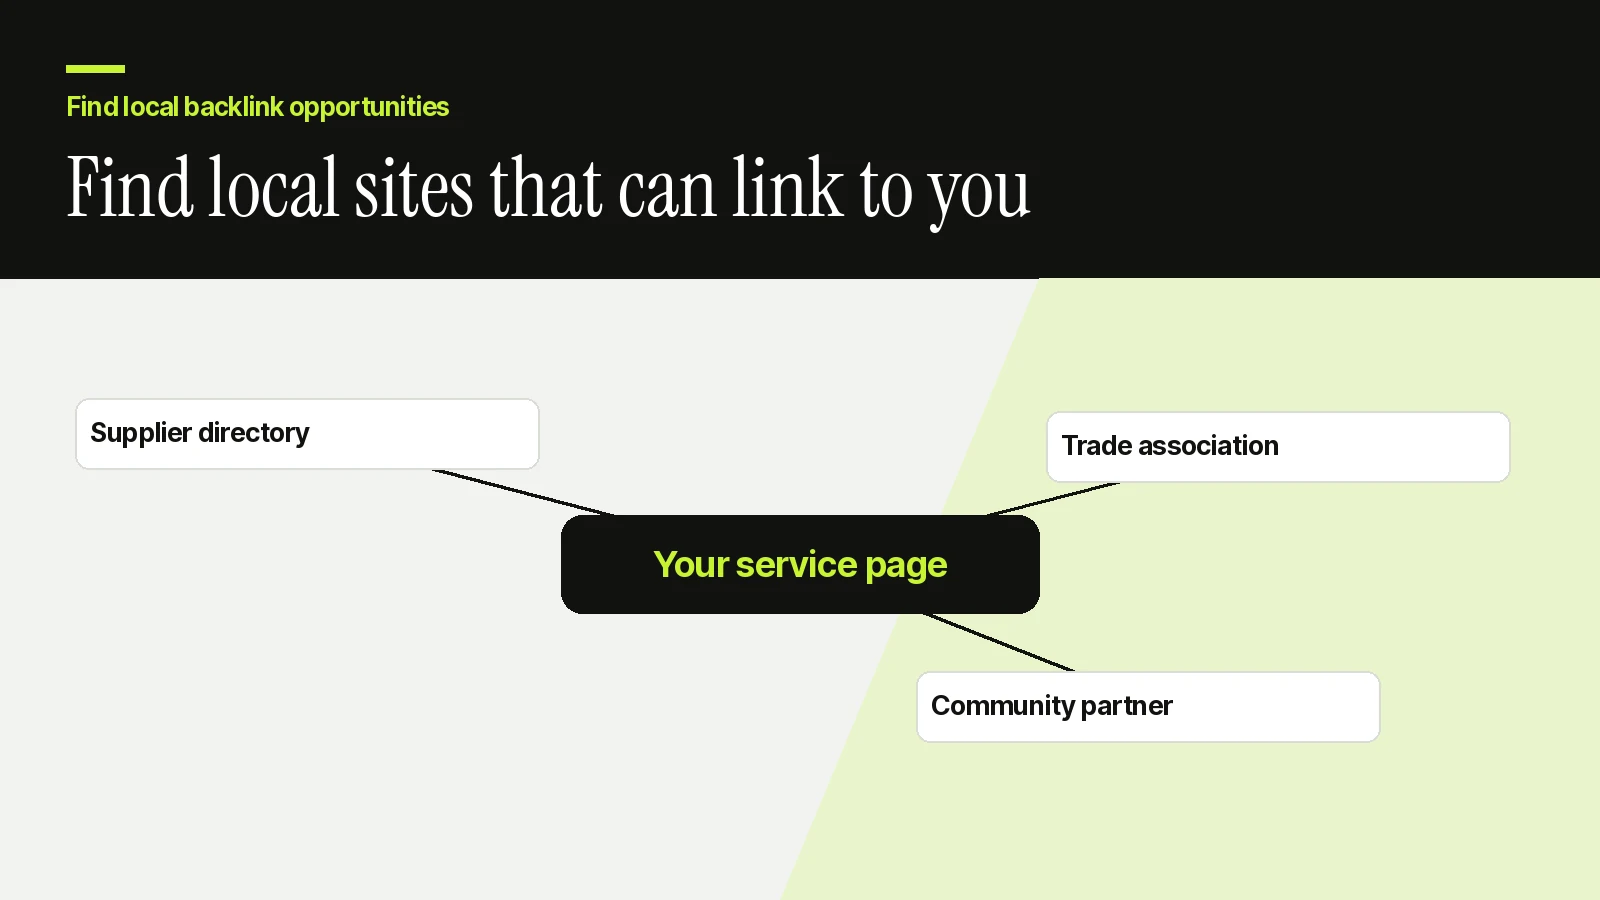 Find local backlink opportunities
Find local sites that can link to you
Supplier directory
Trade association
Your service page
Community partner